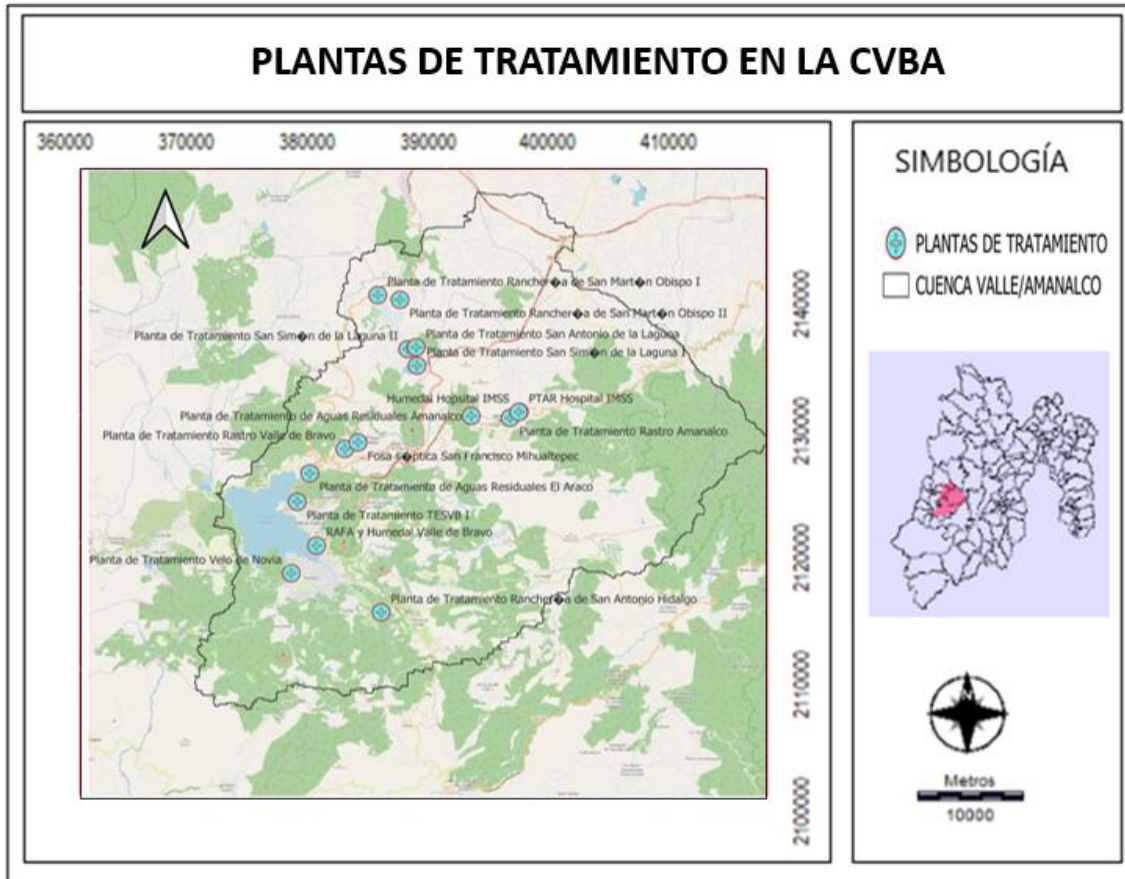 PLANTAS DE TRATAMIENTO EN LA CVBA
360000 370000 380000 390000 400000 410000
Planta de Tratamiento Rancher�a de San Mart�n Obispo I
Planta de Tratamiento Rancher�a de San Mart�n Obispo II
Planta de Tratamiento San Sim�n de la Laguna II
Planta de Tratamiento San Antonio de la Laguna
Planta de Tratamiento San Sim�n de la Laguna I
Humedal Hopsital IMSS
PTAR Hospital IMSS
Planta de Tratamiento de Aguas Residuales Amanalco
Planta de Tratamiento Rastro Amanalco
Planta de Tratamiento Rastro Valle de Bravo
Fosa s�ptica San Francisco Mihualtepec
Planta de Tratamiento de Aguas Residuales El Araco
Planta de Tratamiento TESVB I
RAFA y Humedal Valle de Bravo
Planta de Tratamiento Velo de Novia
Planta de Tratamiento Rancher�a de San Antonio Hidalgo
2140000
2130000
2120000
2110000
2100000
SIMBOLOGÍA
PLANTAS DE TRATAMIENTO
CUENCA VALLE/AMANALCO
Metros
10000